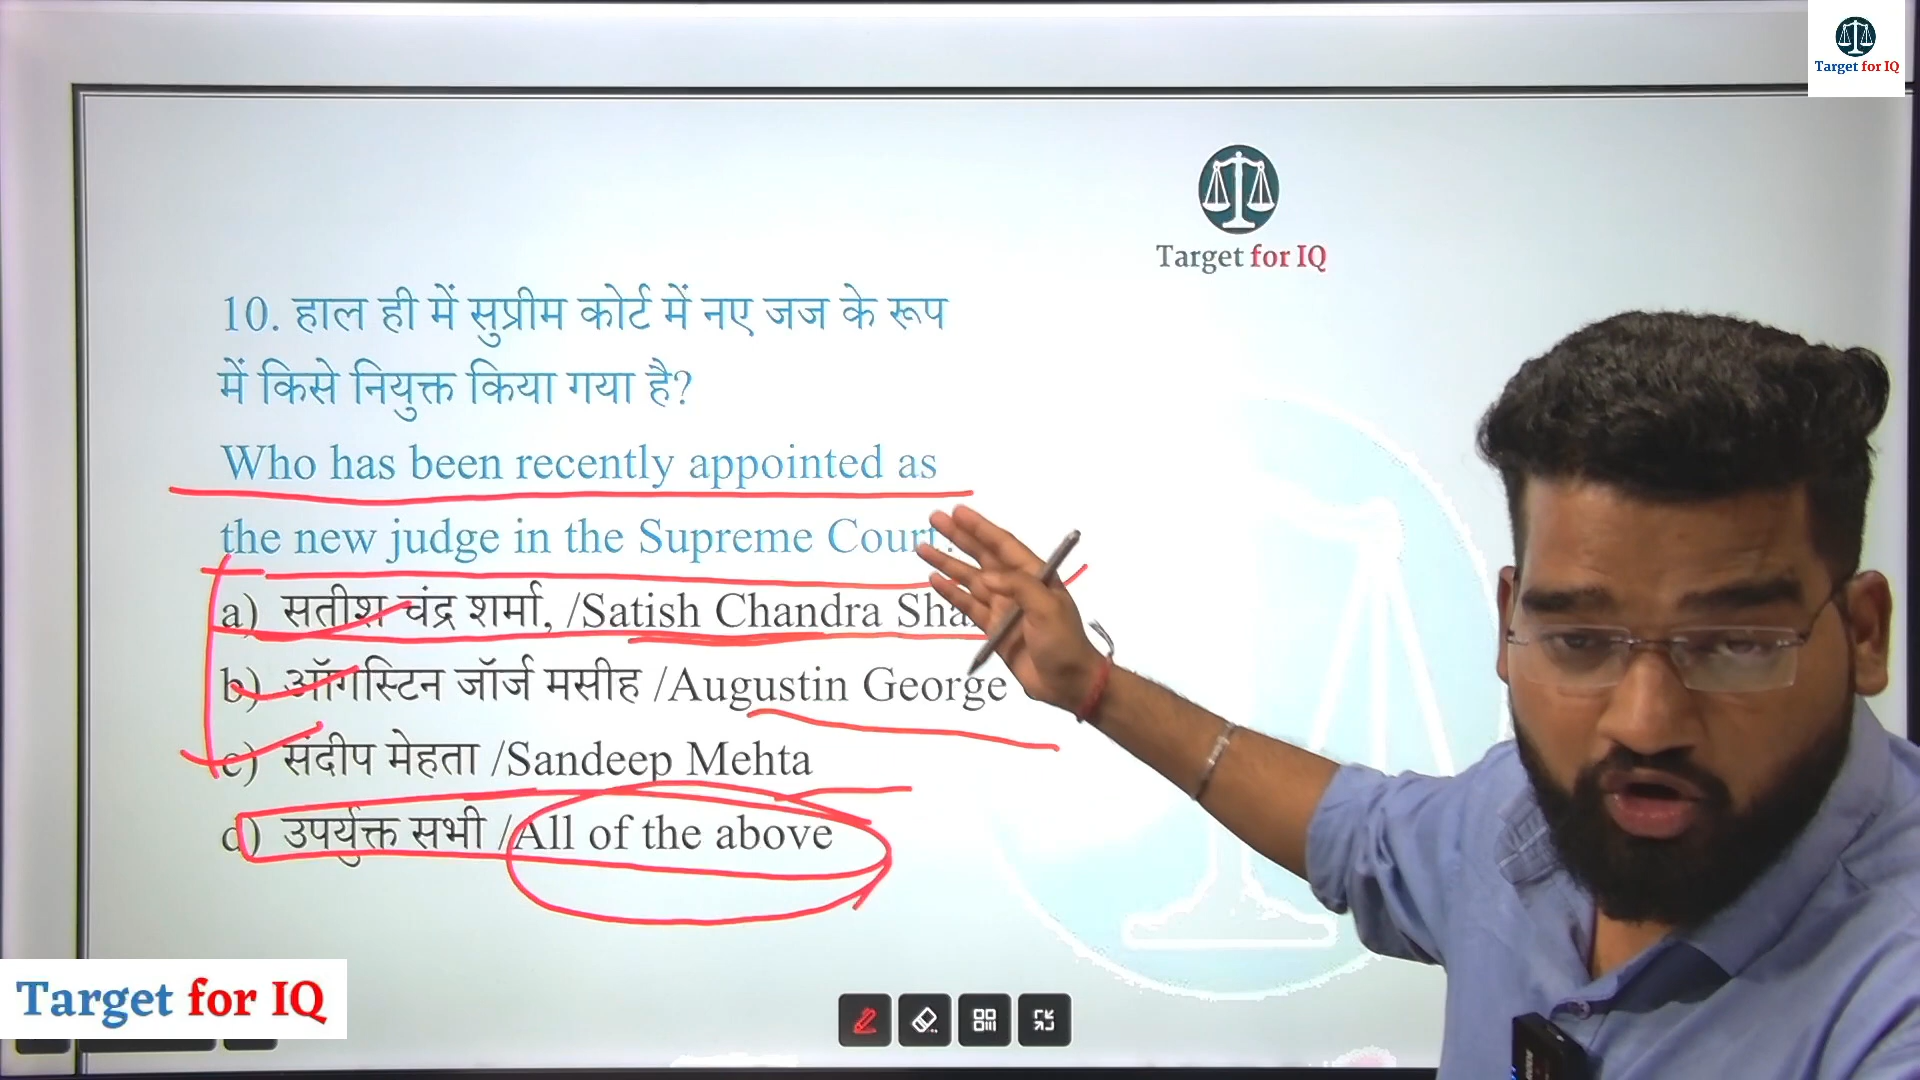 Target for IQ
Target for IQ
10. हाल ही में सुप्रीम कोर्ट में नए जज के रूप
में किसे नियुक्त किया गया है?
Who has been recently appointed as
the new judge in the Supreme Court.
a) सतीश चंद्र शर्मा, /Satish Chandra
b) ऑगस्टिन जॉर्ज मसीह /Augustin George
c) संदीप मेहता /Sandeep Mehta
d) उपर्युक्त सभी /All of the above
Target for IQ